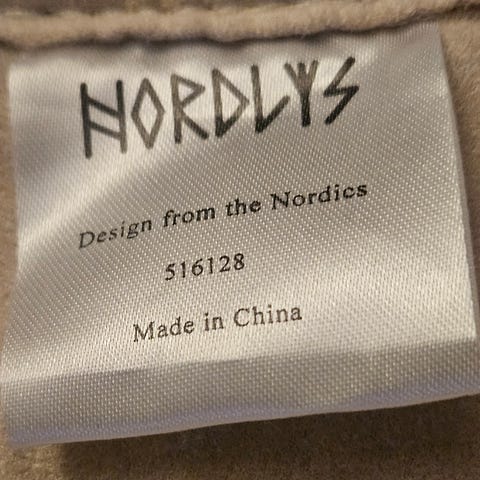 NORDLYS
Design from the Nordics
516128
Made in China